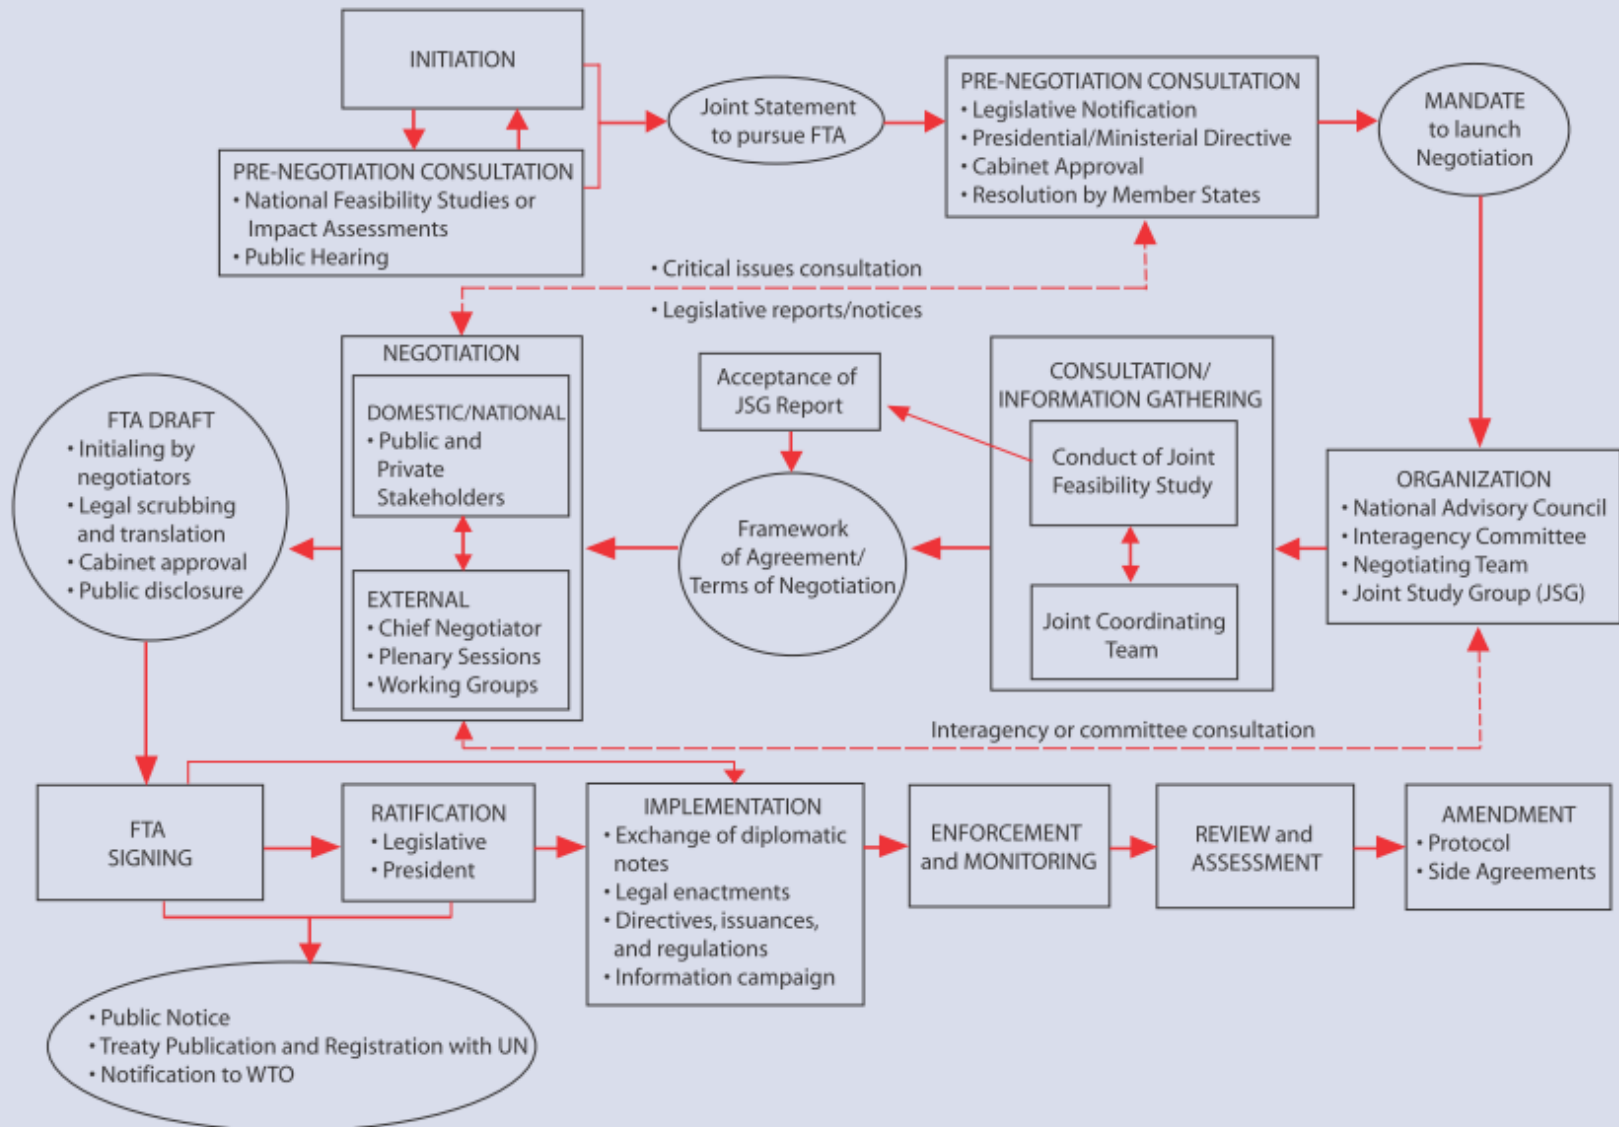 INITIATION
PRE-NEGOTIATION CONSULTATION
• National Feasibility Studies or
Impact Assessments
• Public Hearing
Joint Statement
to pursue FTA
PRE-NEGOTIATION CONSULTATION
• Legislative Notification
• Presidential/Ministerial Directive
• Cabinet Approval
• Resolution by Member States
MANDATE
to launch
Negotiation
• Critical issues consultation
• Legislative reports/notices
ORGANIZATION
• National Advisory Council
• Interagency Committee
• Negotiating Team
• Joint Study Group (JSG)
CONSULTATION/
INFORMATION GATHERING
Conduct of Joint
Feasibility Study
Joint Coordinating
Team
Acceptance of
JSG Report
Framework
of Agreement/
Terms of Negotiation
NEGOTIATION
DOMESTIC/NATIONAL
• Public and
Private
Stakeholders
EXTERNAL
• Chief Negotiator
• Plenary Sessions
• Working Groups
FTA DRAFT
• Initialing by
negotiators
• Legal scrubbing
and translation
• Cabinet approval
• Public disclosure
Interagency or committee consultation
FTA
SIGNING
RATIFICATION
• Legislative
• President
IMPLEMENTATION
• Exchange of diplomatic
notes
• Legal enactments
• Directives, issuances,
and regulations
• Information campaign
ENFORCEMENT
and MONITORING
REVIEW and
ASSESSMENT
AMENDMENT
• Protocol
• Side Agreements
• Public Notice
• Treaty Publication and Registration with UN
• Notification to WTO